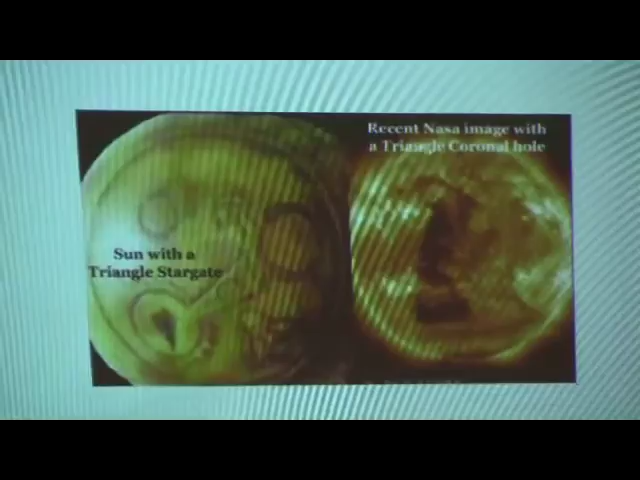 Recent Nasa image with
a Triangle Coronal hole
Sun with a
Triangle Stargate